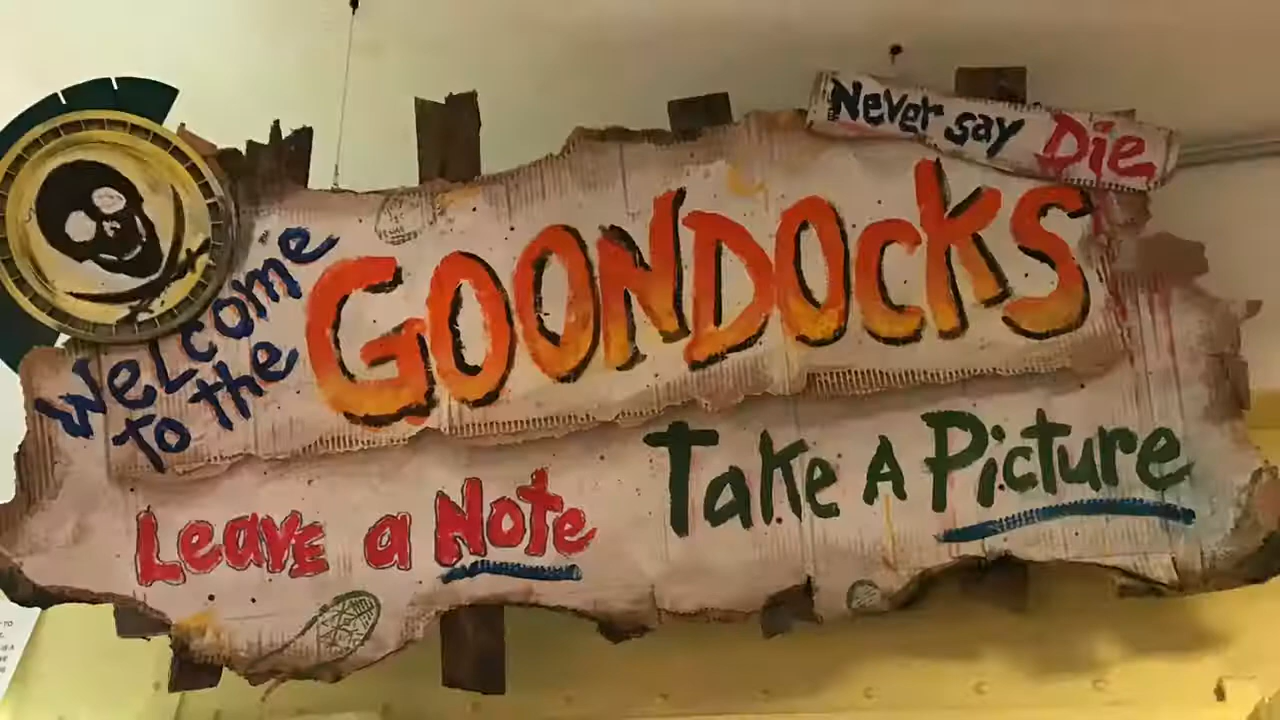 Never say Die
Welcome
to the
GOONDOCKS
Leave a Note
Take A Picture